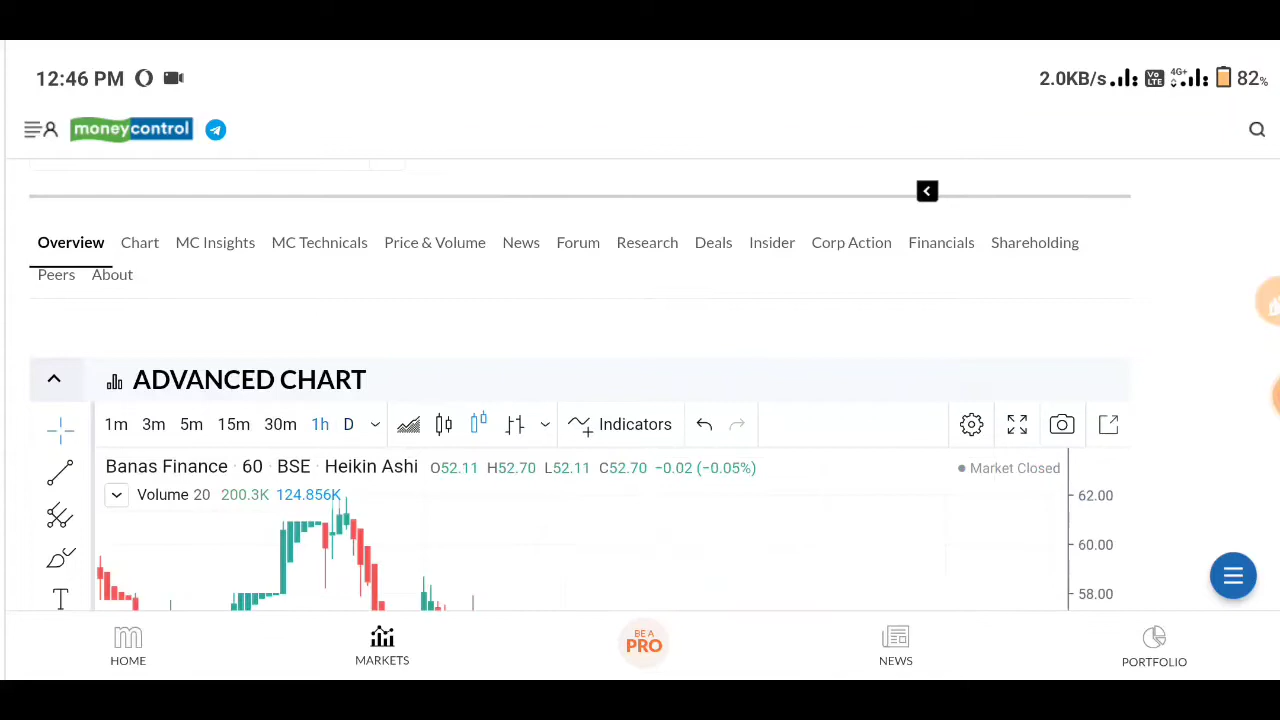 12:46 PM 2.0KB/s Vo LTE 4G+ 82%
moneycontrol
Overview Chart MC Insights MC Technicals Price & Volume News Forum Research Deals Insider Corp Action Financials Shareholding
Peers About
ADVANCED CHART
1m 3m 5m 15m 30m 1h D Indicators
Banas Finance · 60 · BSE · Heikin Ashi O52.11 H52.70 L52.11 C52.70 −0.02 (−0.05%) Market Closed
Volume 20 200.3K 124.856K 62.00
60.00
58.00
T
BE A
PRO
HOME MARKETS NEWS PORTFOLIO